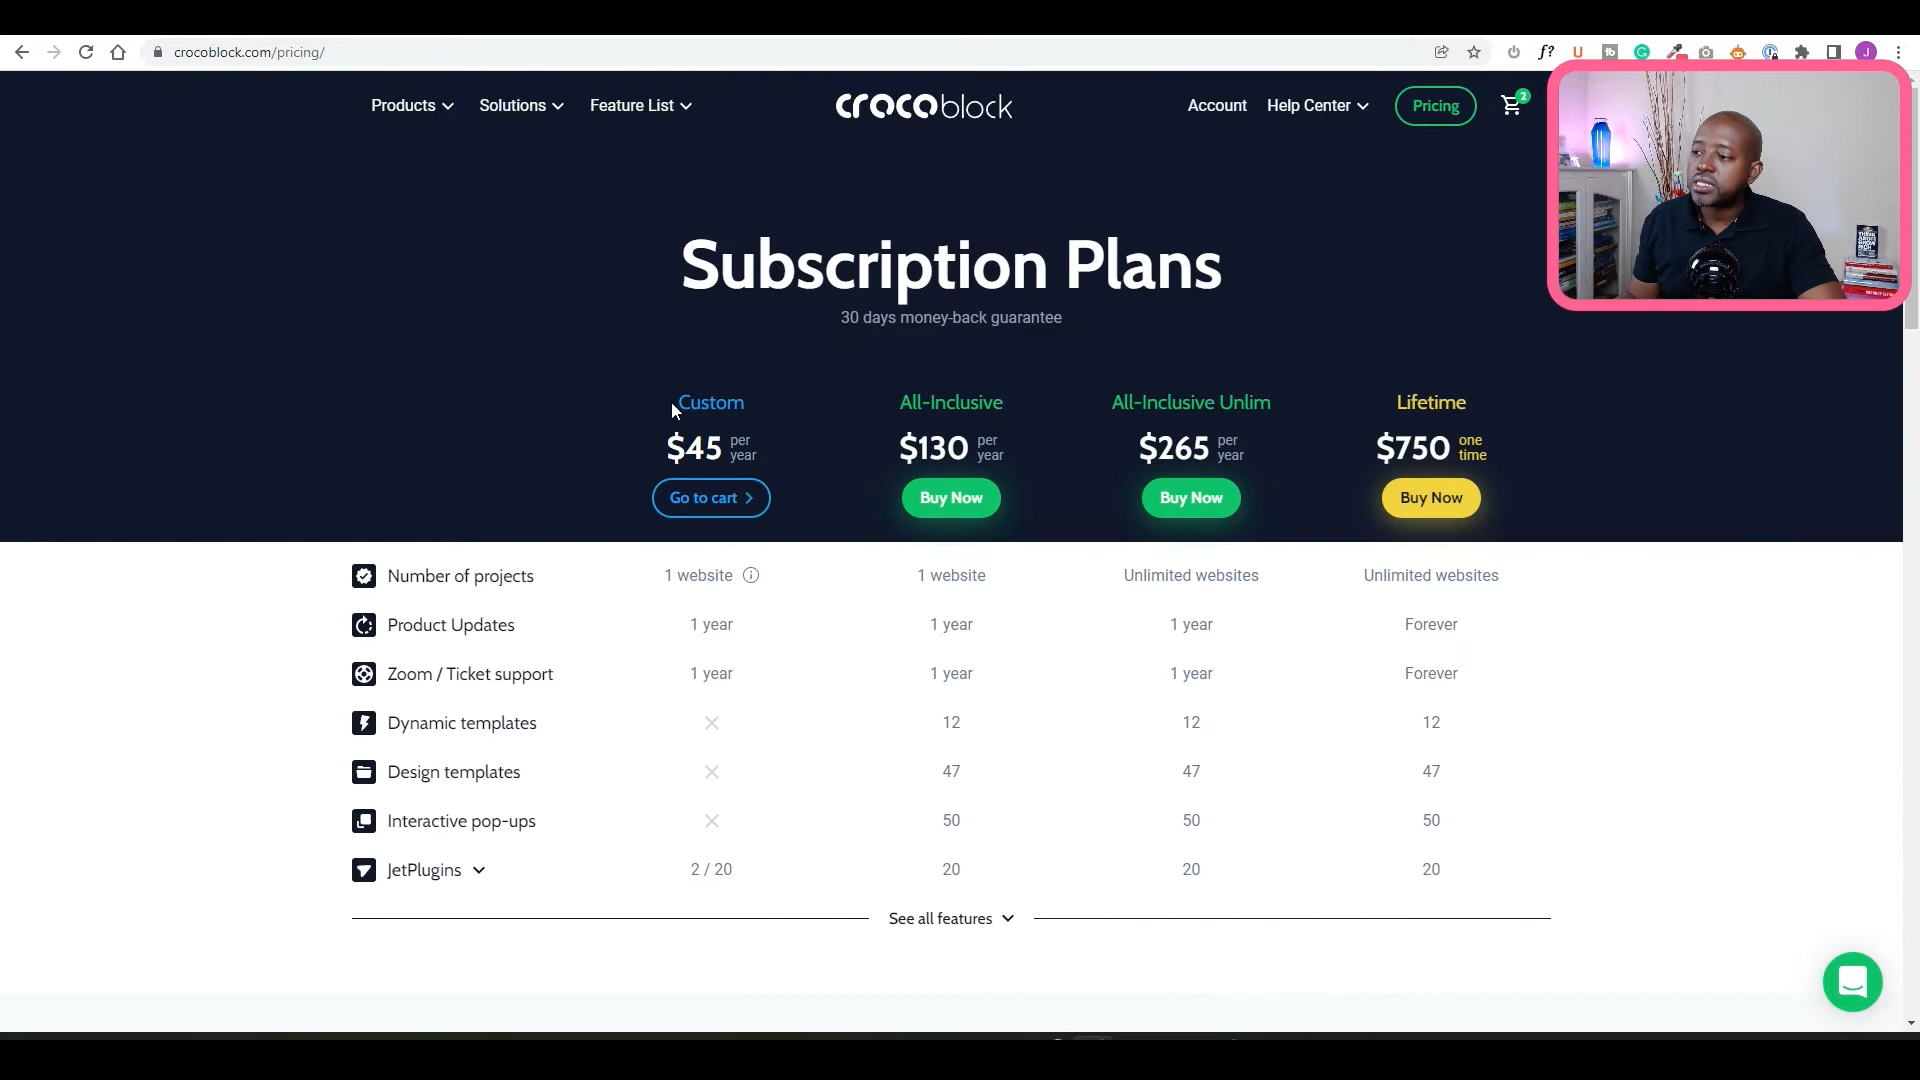 crocoblock.com/pricing/
Products
Solutions
Feature List
crocoblock
Account
Help Center
Pricing
2
J
Subscription Plans
30 days money-back guarantee
Custom
$45 per year
Go to cart
All-Inclusive
$130 per year
Buy Now
All-Inclusive Unlim
$265 per year
Buy Now
Lifetime
$750 one time
Buy Now
Number of projects
1 website
1 website
Unlimited websites
Unlimited websites
Product Updates
1 year
1 year
1 year
Forever
Zoom / Ticket support
1 year
1 year
1 year
Forever
Dynamic templates
12
12
12
Design templates
47
47
47
Interactive pop-ups
50
50
50
JetPlugins
2 / 20
20
20
20
See all features